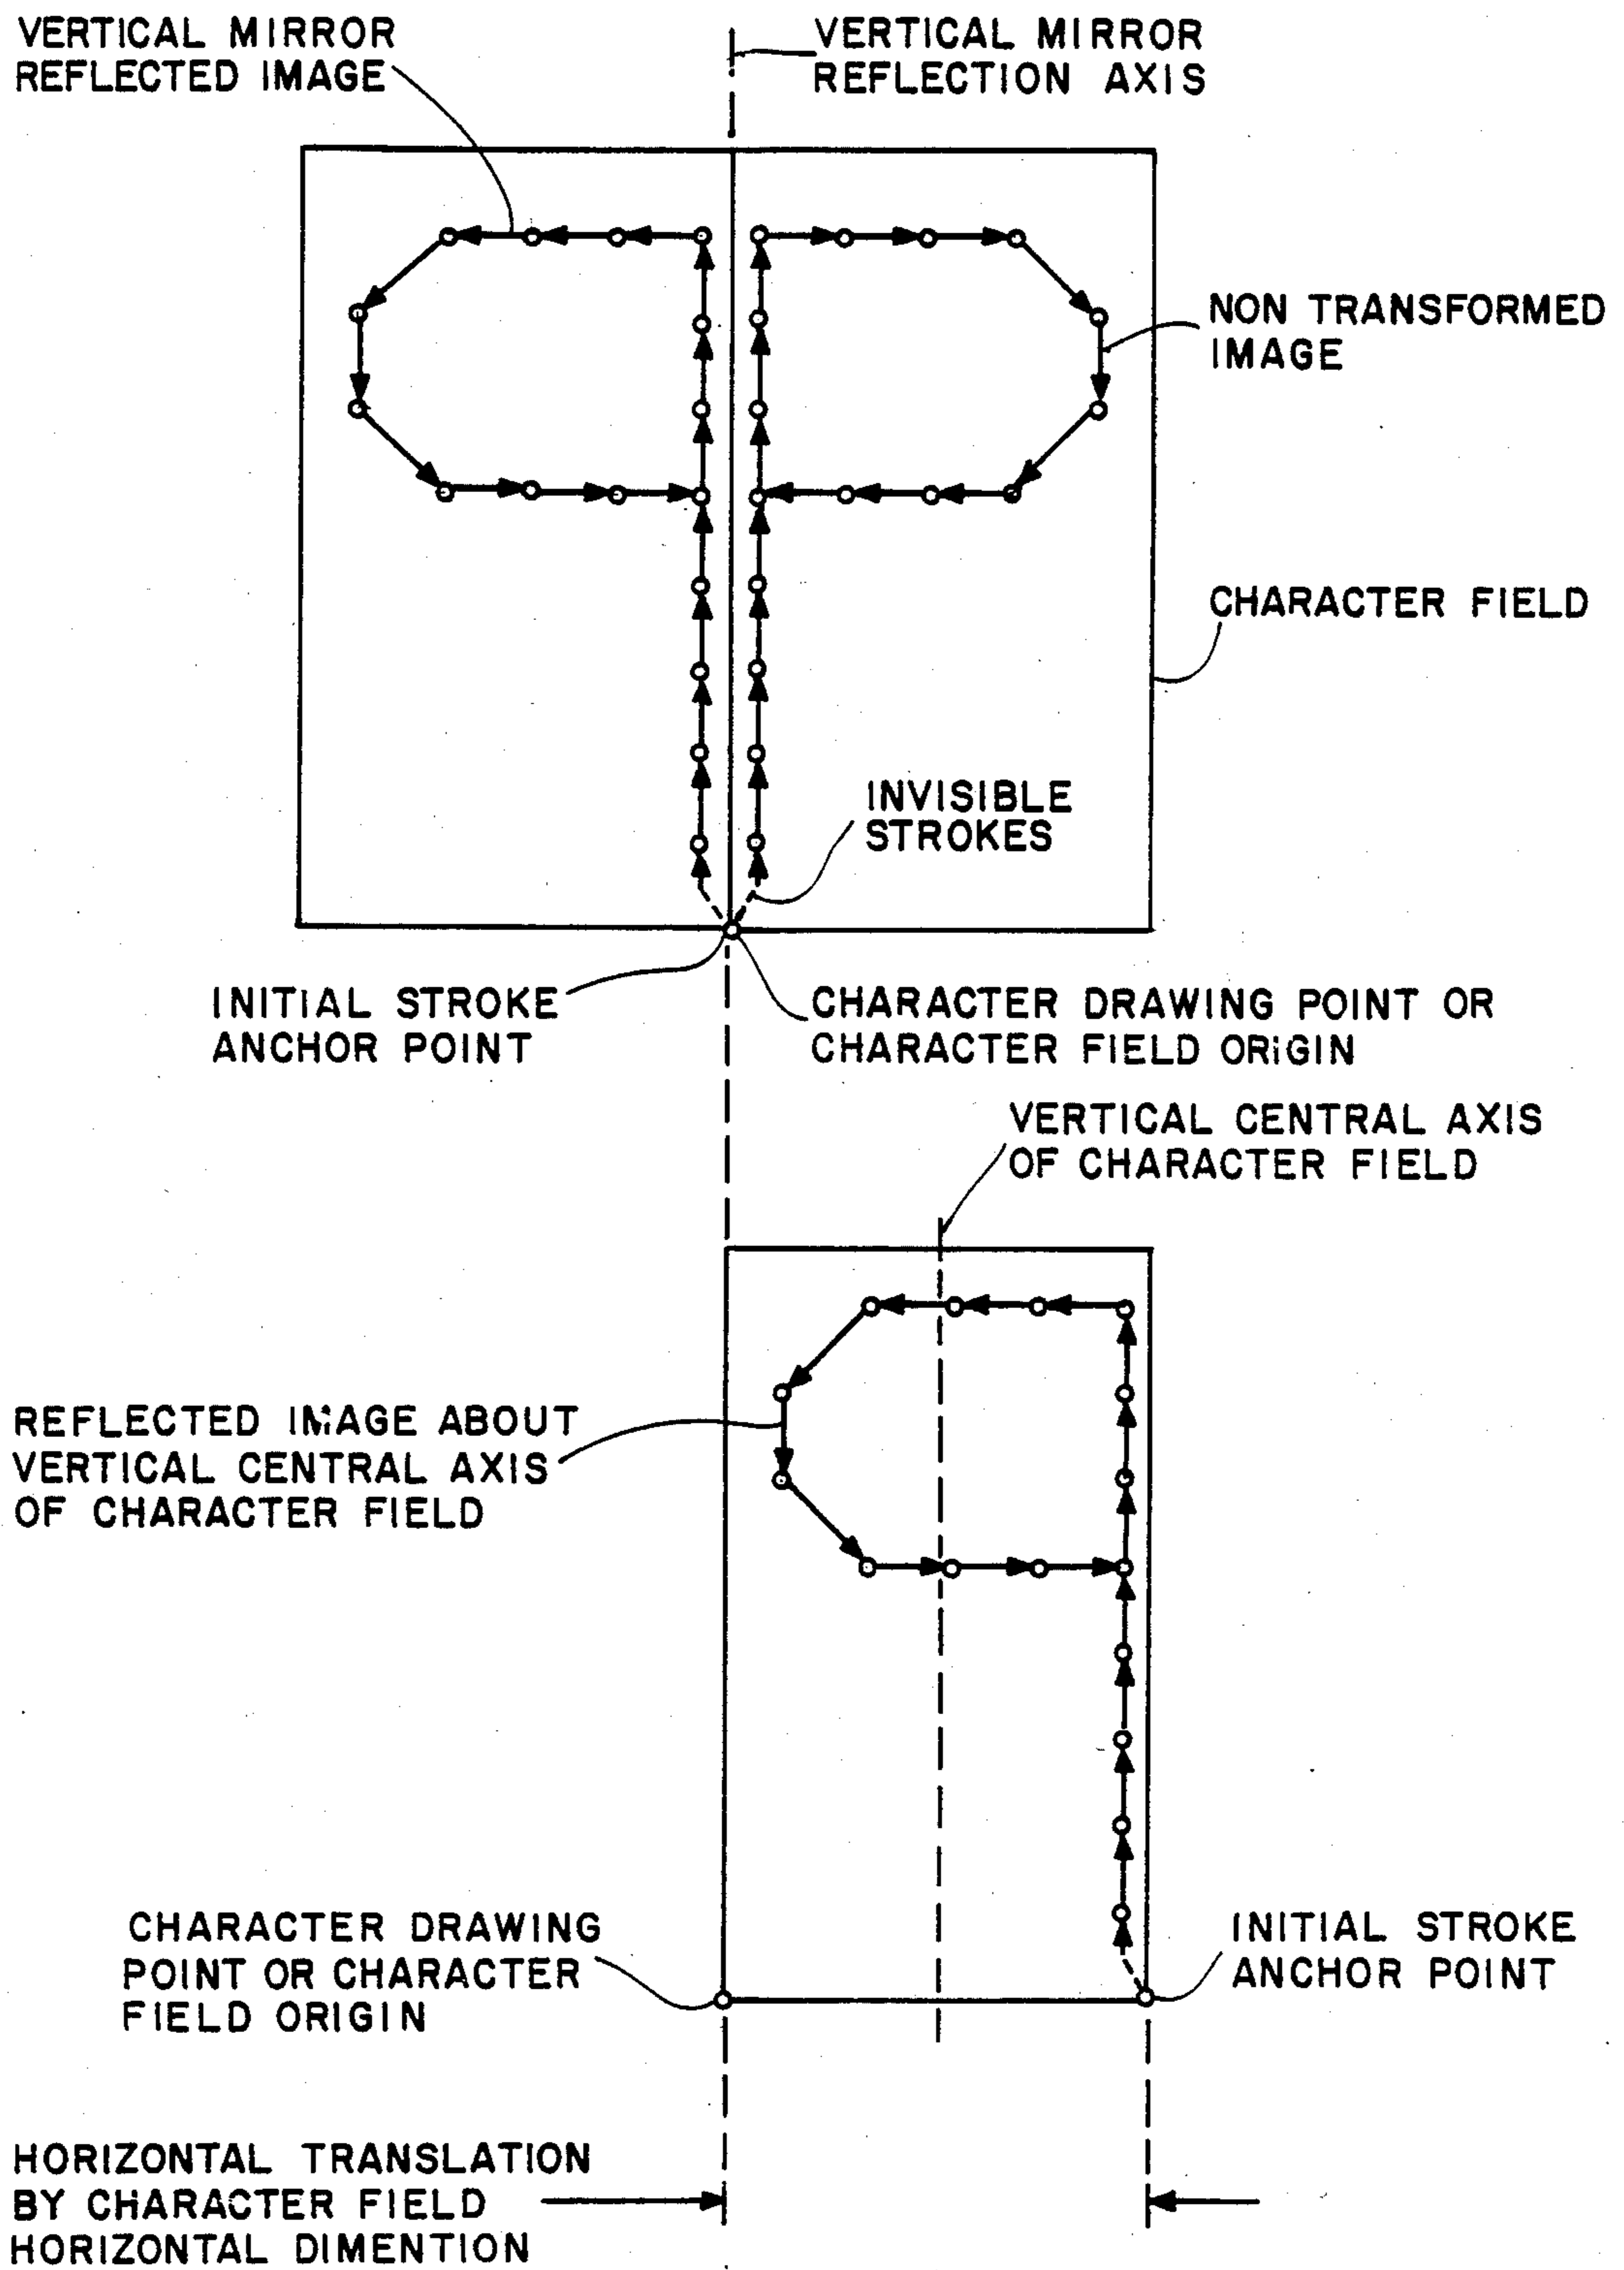 VERTICAL MIRROR
REFLECTED IMAGE
VERTICAL MIRROR
REFLECTION AXIS
NON TRANSFORMED
IMAGE
CHARACTER FIELD
INVISIBLE
STROKES
INITIAL STROKE
ANCHOR POINT
CHARACTER DRAWING POINT OR
CHARACTER FIELD ORIGIN
VERTICAL CENTRAL AXIS
OF CHARACTER FIELD
REFLECTED IMAGE ABOUT
VERTICAL CENTRAL AXIS
OF CHARACTER FIELD
CHARACTER DRAWING
POINT OR CHARACTER
FIELD ORIGIN
INITIAL STROKE
ANCHOR POINT
HORIZONTAL TRANSLATION
BY CHARACTER FIELD
HORIZONTAL DIMENTION